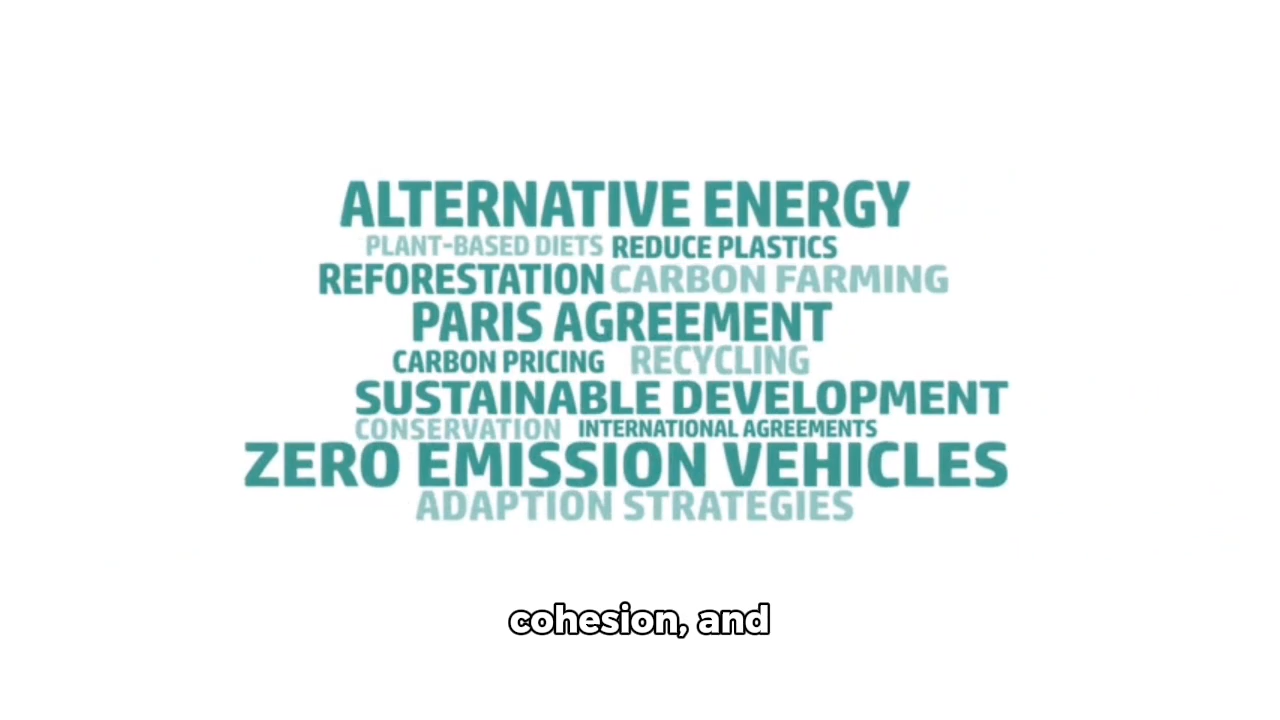 ALTERNATIVE ENERGY
PLANT-BASED DIETS REDUCE PLASTICS
REFORESTATION CARBON FARMING
PARIS AGREEMENT
CARBON PRICING RECYCLING
SUSTAINABLE DEVELOPMENT
CONSERVATION INTERNATIONAL AGREEMENTS
ZERO EMISSION VEHICLES
ADAPTION STRATEGIES
cohesion, and